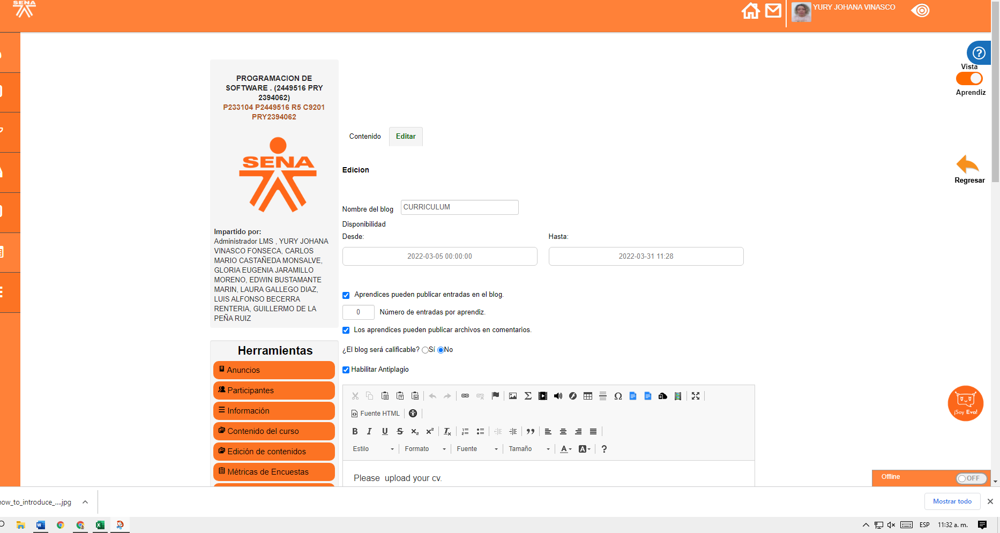 SENA
YURY JOHANA VINASCO
?
Vista
Aprendiz
PROGRAMACION DE
SOFTWARE . (2449516 PRY
2394062)
P233104 P2449516 R5 C9201
PRY2394062
SENA
Impartido por:
Administrador LMS , YURY JOHANA
VINASCO FONSECA, CARLOS
MARIO CASTAÑEDA MONSALVE,
GLORIA EUGENIA JARAMILLO
MORENO, EDWIN BUSTAMANTE
MARIN, LAURA GALLEGO DIAZ,
LUIS ALFONSO BECERRA
RENTERIA, GUILLERMO DE LA
PEÑA RUIZ
Herramientas
Anuncios
Participantes
Información
Contenido del curso
Edición de contenidos
Métricas de Encuestas
Contenido Editar
Regresar
Edicion
Nombre del blog CURRICULUM
Disponibilidad
Desde: Hasta:
2022-03-05 00:00:00 2022-03-31 11:28
Aprendices pueden publicar entradas en el blog.
0 Número de entradas por aprendiz.
Los aprendices pueden publicar archivos en comentarios.
¿El blog será calificable? Sí No
Habilitar Antiplagio
Fuente HTML
Estilo Formato Fuente Tamaño A A ?
Please  upload your cv.
¡Soy Eva!
Offline OFF
how_to_introduce_....jpg
Mostrar todo
ESP 11:32 a. m.